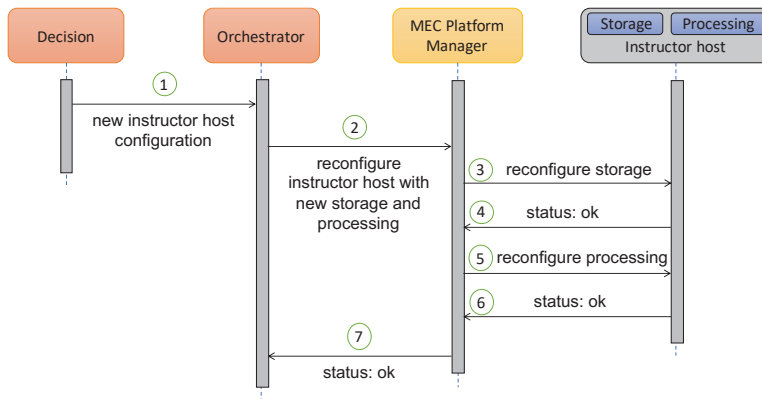 Decision
Orchestrator
MEC Platform
Manager
Storage
Processing
Instructor host
1
new instructor host
configuration
2
reconfigure
instructor host with
new storage and
processing
3
reconfigure storage
4
status: ok
5
reconfigure processing
6
status: ok
7
status: ok